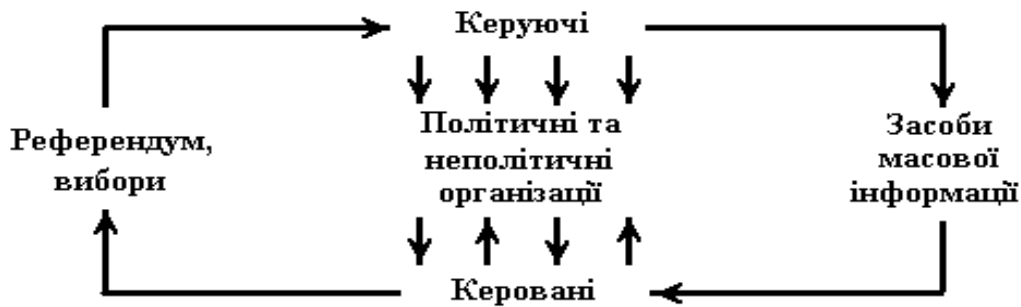 Керуючі
Референдум,
вибори
Політичні та
неполітичні
організації
Засоби
масової
інформації
Керовані